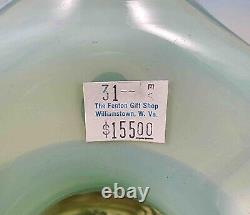 31--
The Fenton Gift Shop
Williamstown, W. Va.
$155.00